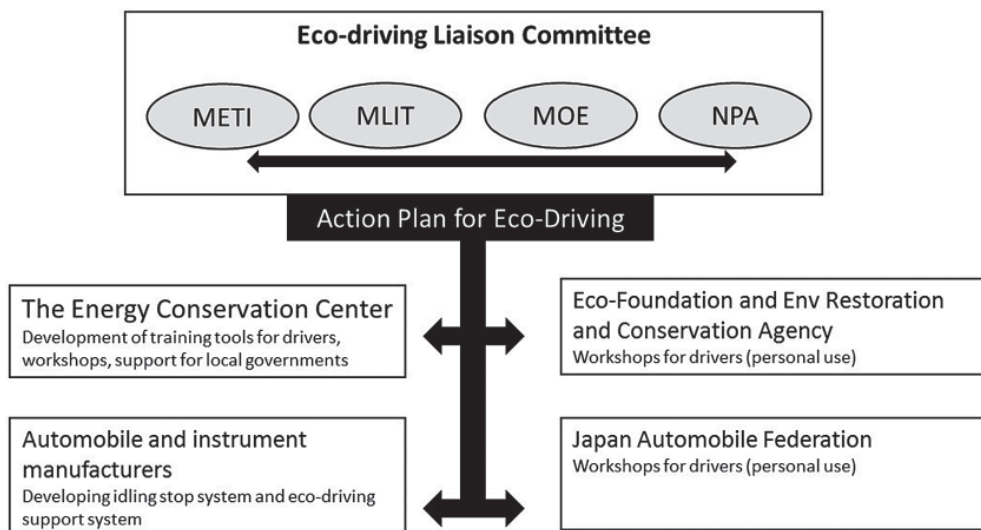 Eco-driving Liaison Committee
METI MLIT MOE NPA
Action Plan for Eco-Driving
The Energy Conservation Center
Development of training tools for drivers,
workshops, support for local governments
Eco-Foundation and Env Restoration
and Conservation Agency
Workshops for drivers (personal use)
Automobile and instrument
manufacturers
Developing idling stop system and eco-driving
support system
Japan Automobile Federation
Workshops for drivers (personal use)